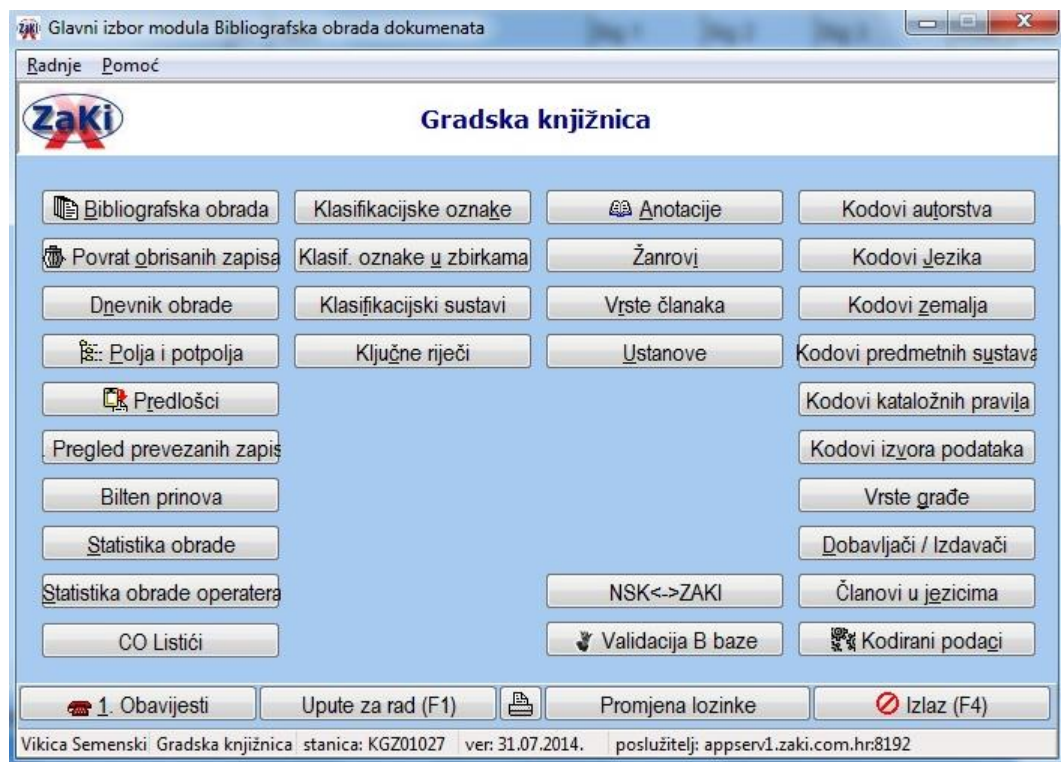 Glavni izbor modula Bibliografska obrada dokumenata
Radnje Pomoć
ZaKi Gradska knjižnica
Bibliografska obrada Klasifikacijske oznake Anotacije Kodovi autorstva
Povrat obrisanih zapisa Klasif. oznake u zbirkama Žanrovi Kodovi Jezika
Dnevnik obrade Klasifikacijski sustavi Vrste članaka Kodovi zemalja
Polja i potpolja Ključne riječi Ustanove Kodovi predmetnih sustava
Predlošci Kodovi kataložnih pravila
Pregled prevezanih zapis Kodovi izvora podataka
Bilten prinova Vrste građe
Statistika obrade Dobavljači / Izdavači
Statistika obrade operatera NSK<->ZAKI Članovi u jezicima
CO Listići Validacija B baze Kodirani podaci
1. Obavijesti Upute za rad (F1) Promjena lozinke Izlaz (F4)
Vikica Semenski Gradska knjižnica stanica: KGZ01027 ver: 31.07.2014. poslužitelj: appserv1.zaki.com.hr:8192